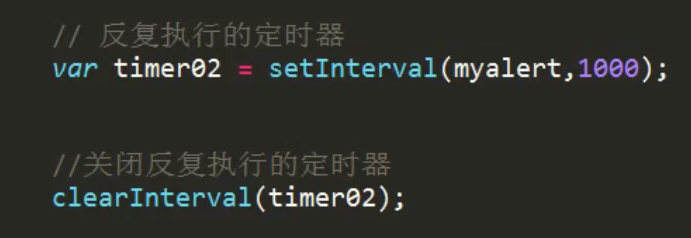 // 反复执行的定时器
var timer02 = setInterval(myalert,1000);
//关闭反复执行的定时器
clearInterval(timer02);